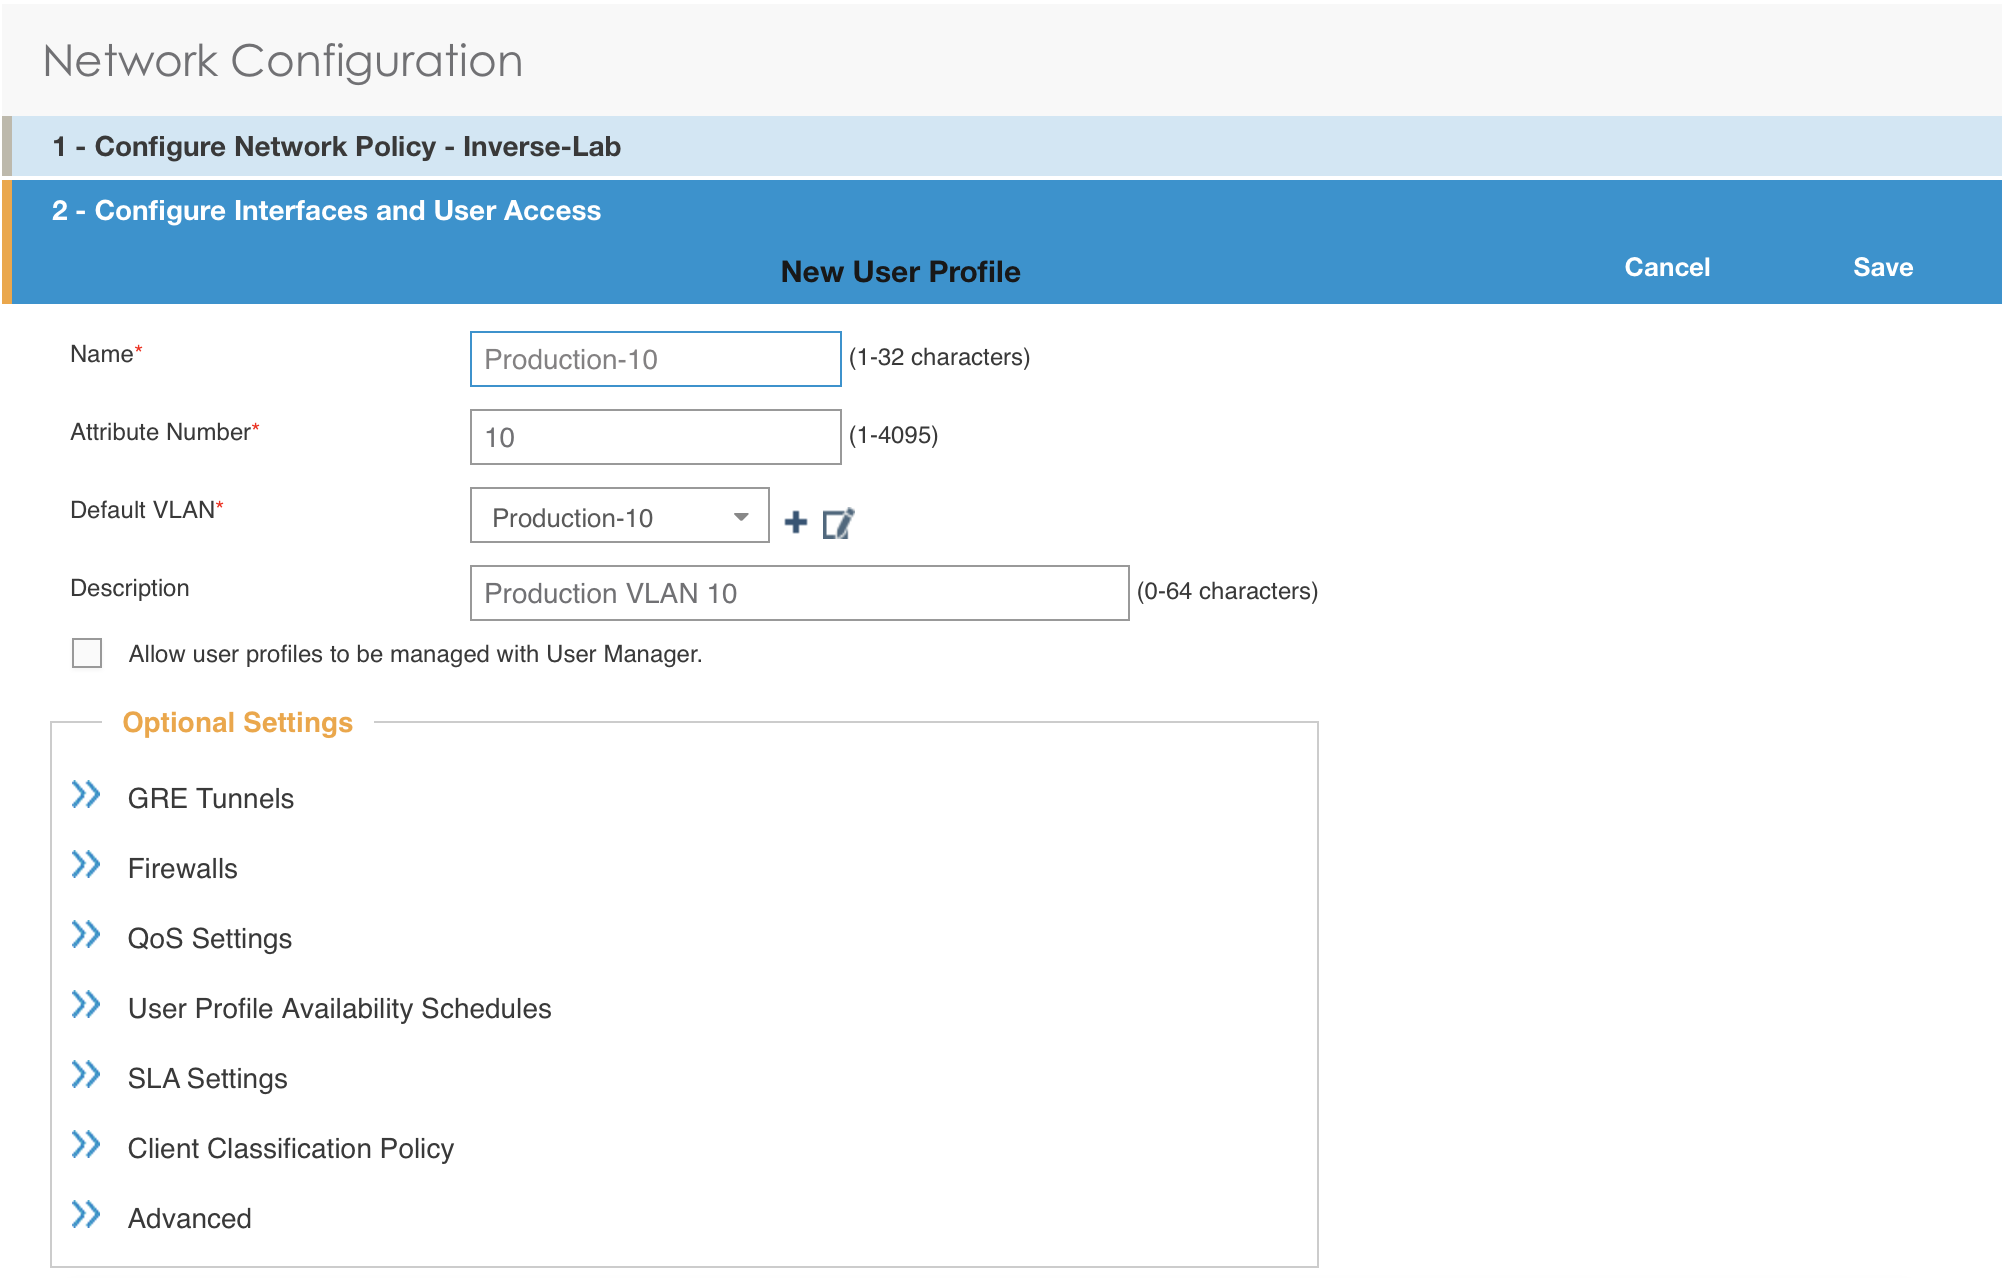 Network Configuration
1 - Configure Network Policy - Inverse-Lab
2 - Configure Interfaces and User Access
New User Profile Cancel Save
Name* Production-10 (1-32 characters)
Attribute Number* 10 (1-4095)
Default VLAN* Production-10
Description Production VLAN 10 (0-64 characters)
Allow user profiles to be managed with User Manager.
Optional Settings
GRE Tunnels
Firewalls
QoS Settings
User Profile Availability Schedules
SLA Settings
Client Classification Policy
Advanced